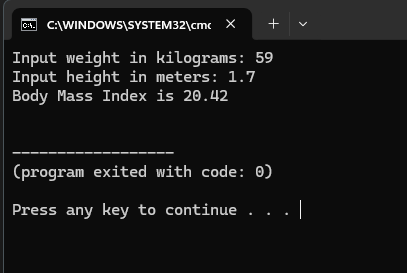 C:\WINDOWS\SYSTEM32\cmc
Input weight in kilograms: 59
Input height in meters: 1.7
Body Mass Index is 20.42
------------------
(program exited with code: 0)
Press any key to continue . . .